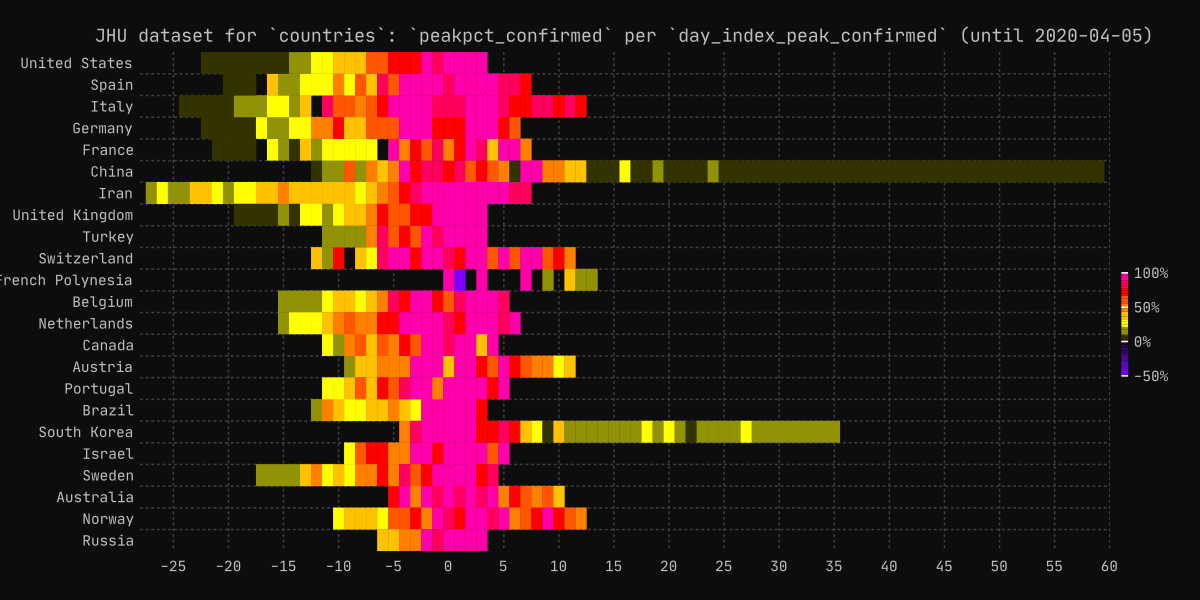 JHU dataset for `countries`: `peakpct_confirmed` per `day_index_peak_confirmed` (until 2020-04-05)
United States
Spain
Italy
Germany
France
China
Iran
United Kingdom
Turkey
Switzerland
French Polynesia
Belgium
Netherlands
Canada
Austria
Portugal
Brazil
South Korea
Israel
Sweden
Australia
Norway
Russia
-25 -20 -15 -10 -5 0 5 10 15 20 25 30 35 40 45 50 55 60
100%
50%
0%
-50%